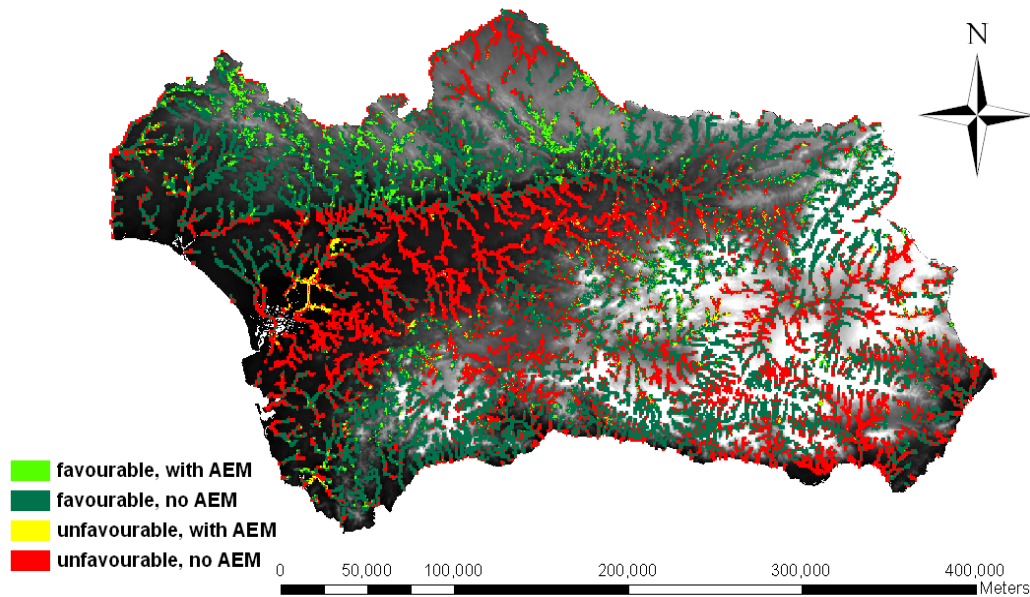 N
favourable, with AEM
favourable, no AEM
unfavourable, with AEM
unfavourable, no AEM
0 50,000 100,000 200,000 300,000 400,000
Meters